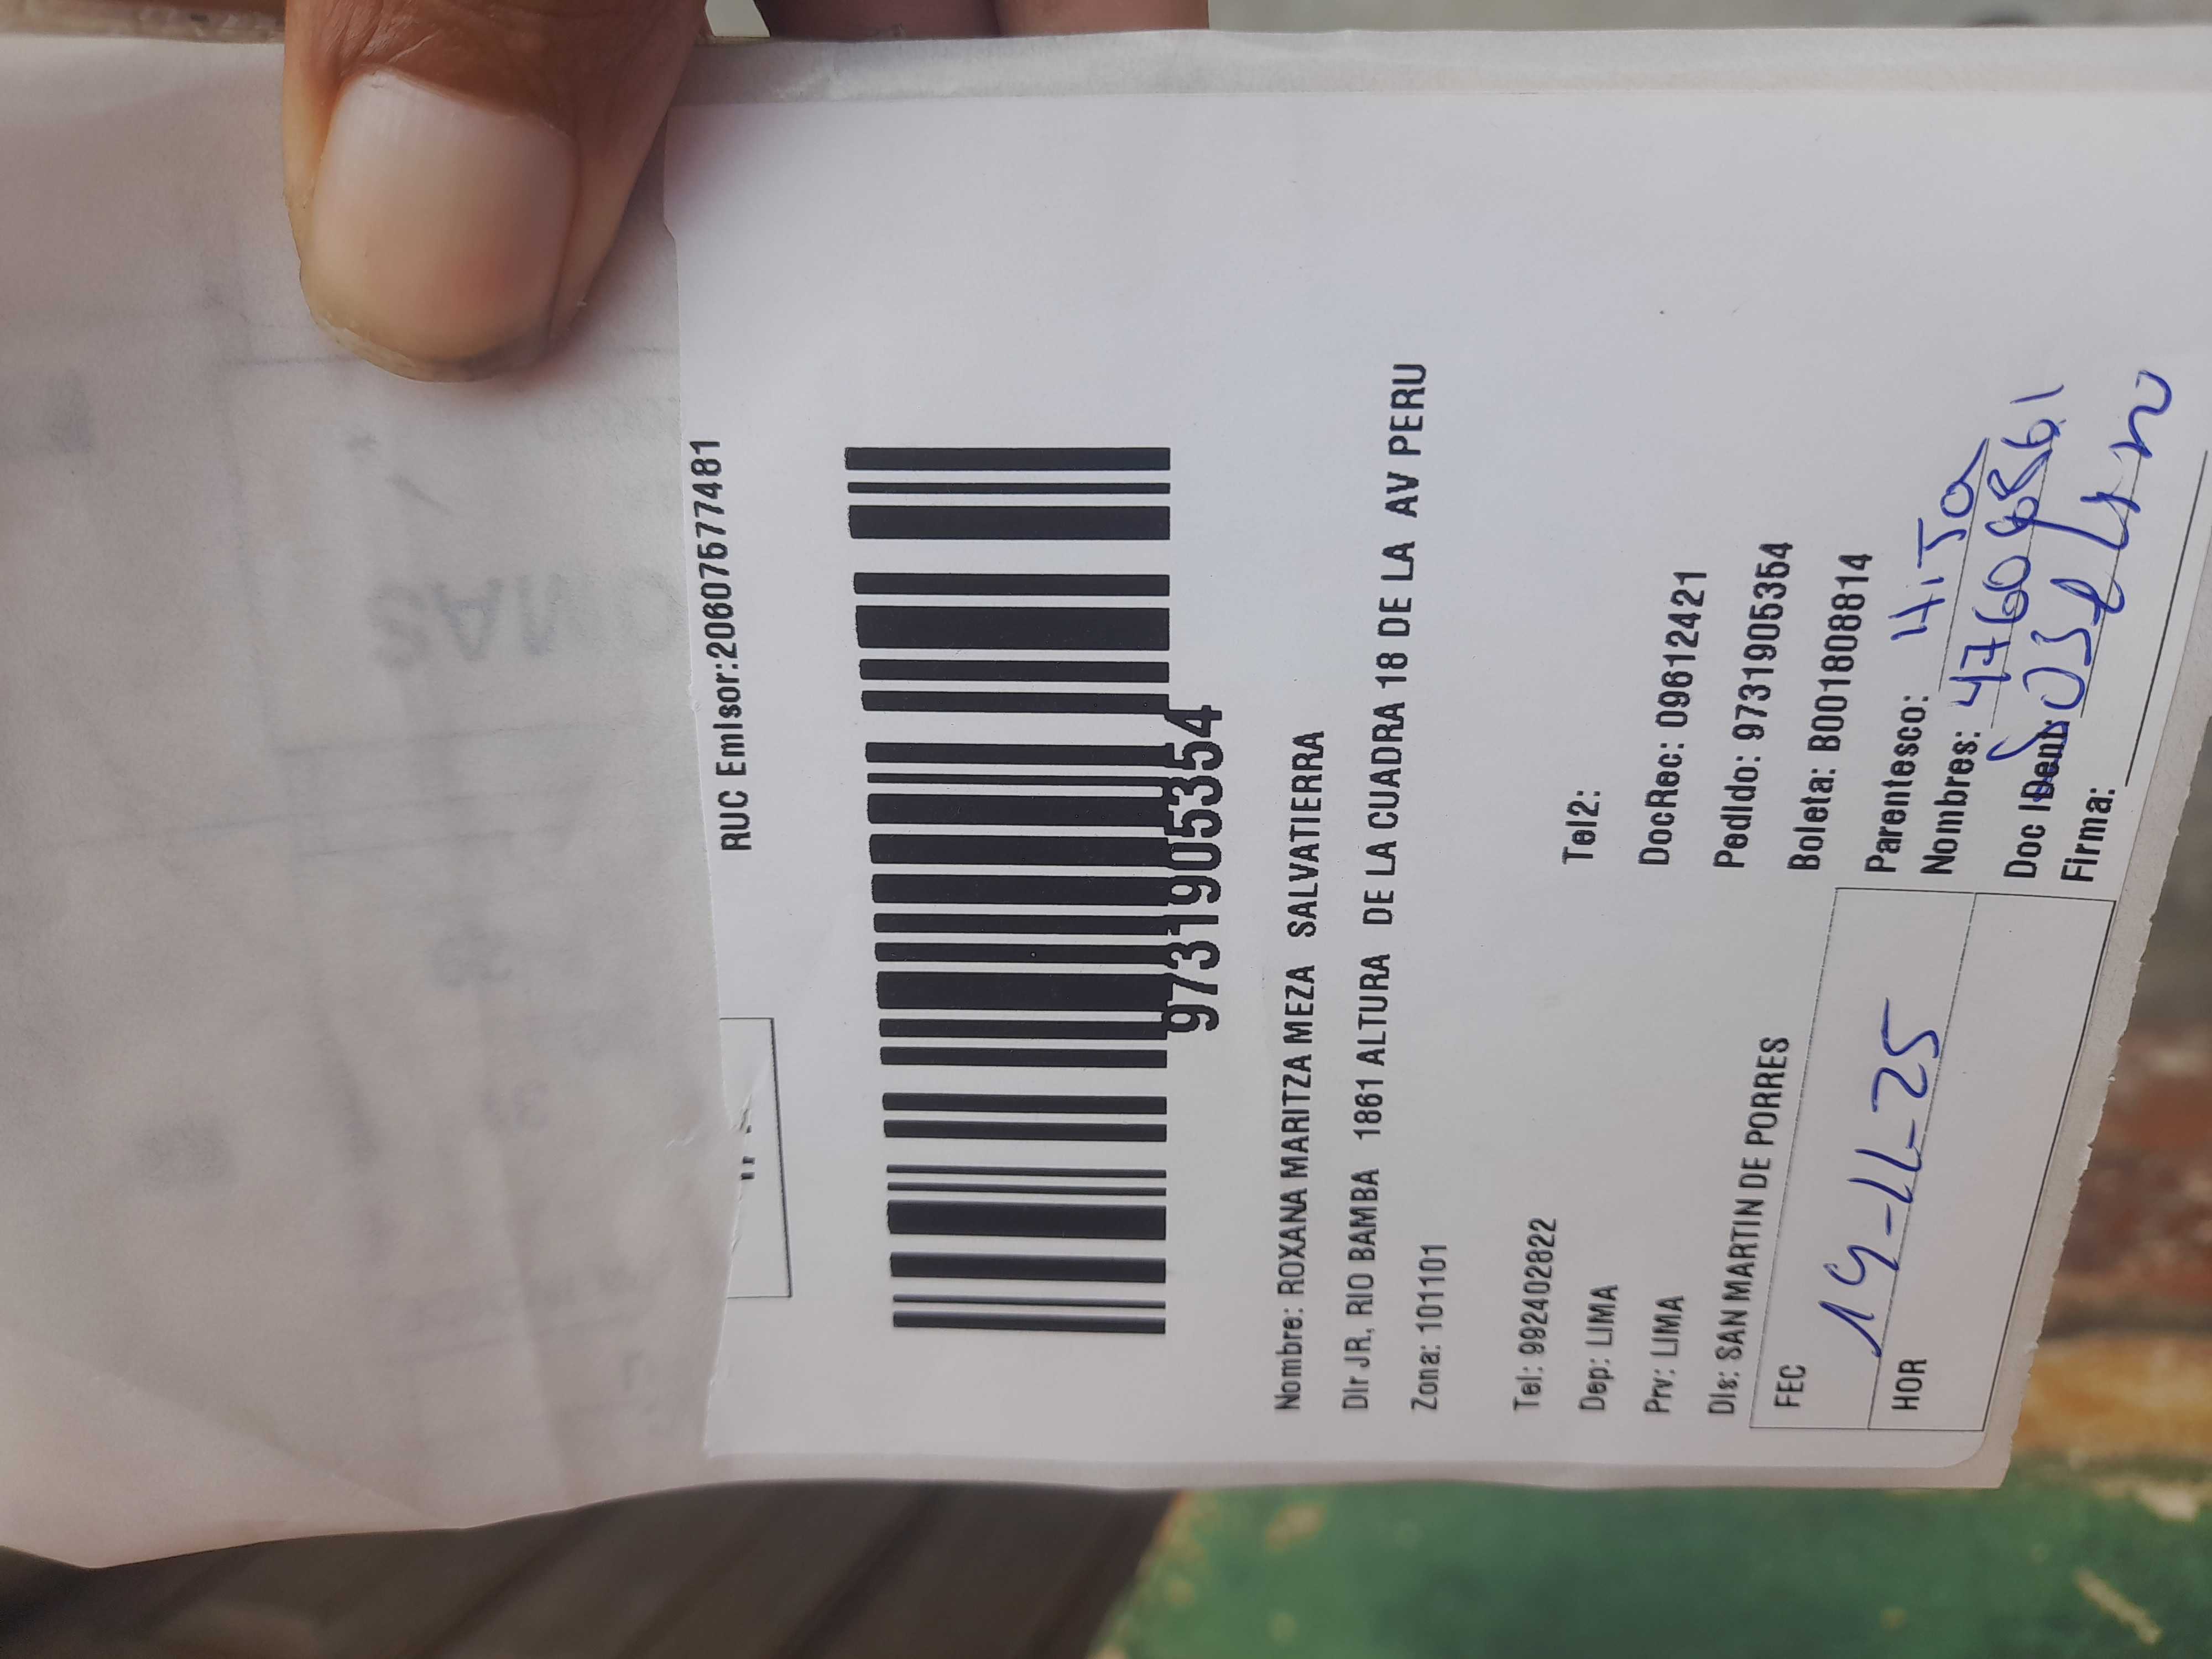 RUC Emisor:20607577481
9731905354
Nombre: ROXANA MARITZA MEZA SALVATIERRA
Dir JR. RIO BAMBA 1861 ALTURA DE LA CUADRA 18 DE LA AV PERU
Zona: 101101
Tel: 992402822 Tel2:
Dep: LIMA DocRec: 09612421
Prv: LIMA Pedido: 9731905354
Dis: SAN MARTIN DE PORRES Boleta: B001808814
FEC 19-11-25
HOR
Parentesco: HIJO
Nombres:
Doc IDent:
Firma: